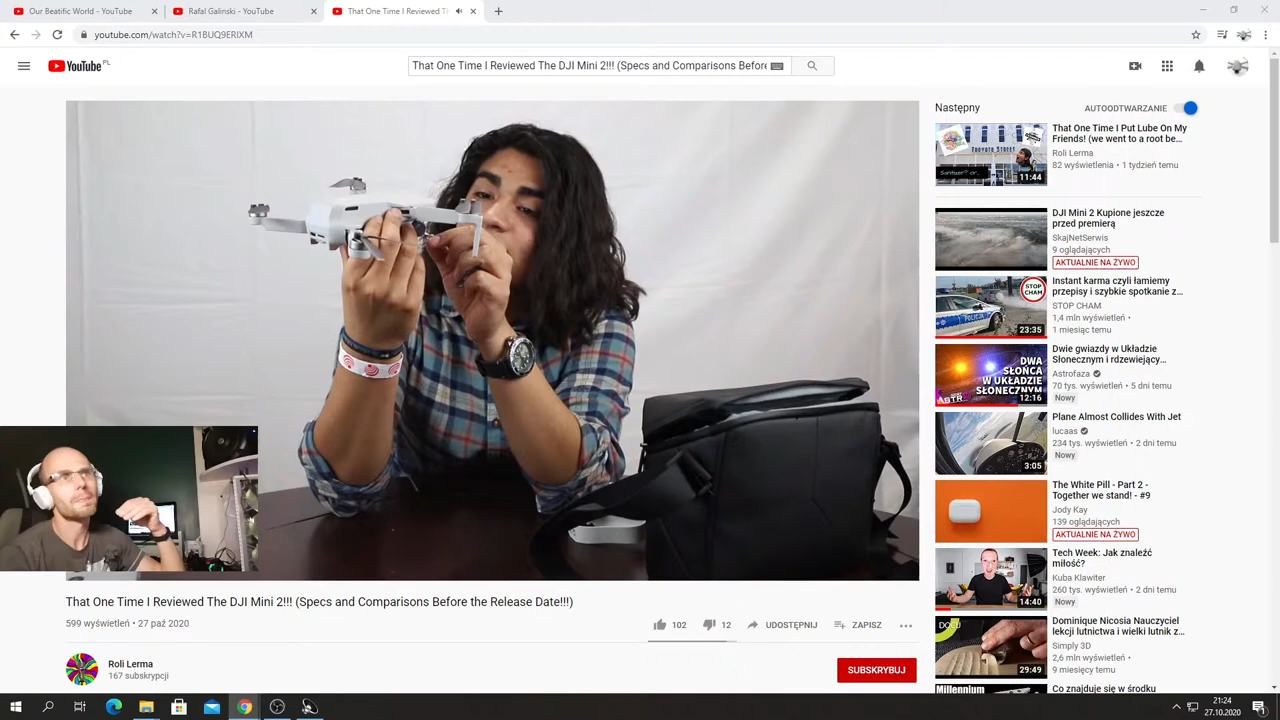 Our Beatific World - YouTube
Rafal Galinski - YouTube
That One Time I Reviewed T
youtube.com/watch?v=R1BUQ9ERIXM
YouTube PL
That One Time I Reviewed The DJI Mini 2!!! (Specs and Comparisons Before
Następny
AUTOODTWARZANIE
That One Time I Put Lube On My
Friends! (we went to a root be...
Roli Lerma
82 wyświetlenia • 1 tydzień temu
11:44
DJI Mini 2 Kupione jeszcze
przed premierą
SkajNetSerwis
9 oglądających
AKTUALNIE NA ŻYWO
Instant karma czyli łamiemy
przepisy i szybkie spotkanie z...
STOP CHAM
1,4 mln wyświetleń •
1 miesiąc temu
STOP
CHAM
POLICJA
23:35
Dwie gwiazdy w Układzie
Słonecznym i rdzewiejący...
Astrofaza
70 tys. wyświetleń • 5 dni temu
Nowy
DWA
SŁOŃCA
W UKŁADZIE
SŁONECZNYM
12:16
Plane Almost Collides With Jet
lucaas
234 tys. wyświetleń • 2 dni temu
Nowy
3:05
The White Pill - Part 2 -
Together we stand! - #9
Jody Kay
139 oglądających
AKTUALNIE NA ŻYWO
Tech Week: Jak znaleźć
miłość?
Kuba Klawiter
260 tys. wyświetleń • 2 dni temu
Nowy
14:40
Dominique Nicosia Nauczyciel
lekcji lutnictwa i wielki lutnik z...
Simply 3D
2,6 mln wyświetleń •
9 miesięcy temu
29:49
Millennium
Co znajduje się w środku
That One Time I Reviewed The DJI Mini 2!!! (Specs and Comparisons Before the Release Date!!!)
599 wyświetleń • 27 paź 2020
102
12
UDOSTĘPNIJ
ZAPISZ
Roli Lerma
167 subskrypcji
SUBSKRYBUJ
21:24
27.10.2020